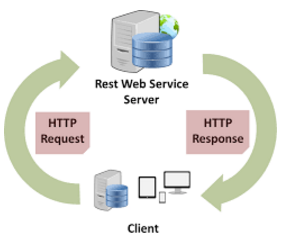 Rest Web Service
Server
HTTP
Request
HTTP
Response
Client